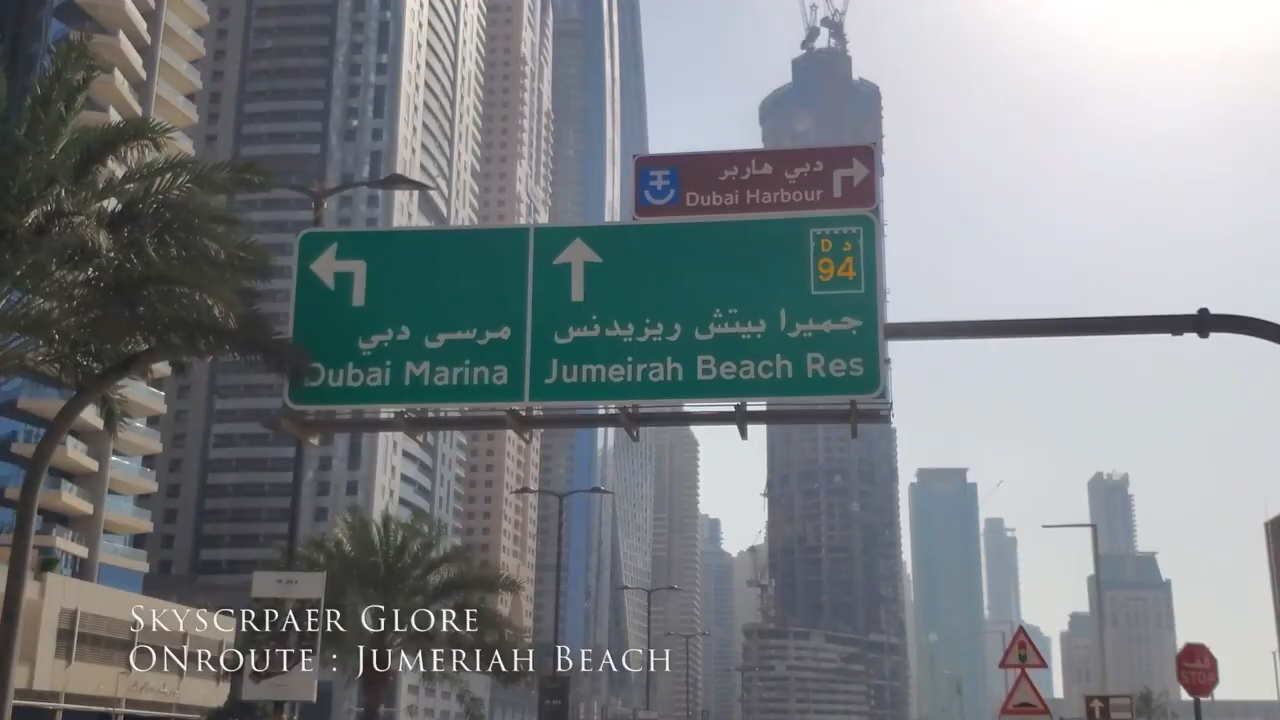 دبي هاربر
Dubai Harbour
D د
94
مرسى دبي
Dubai Marina
جميرا بيتش ريزيدنس
Jumeirah Beach Res
SKYSCRPAER GLORE
ONROUTE : JUMERIAH BEACH
قف
STOP